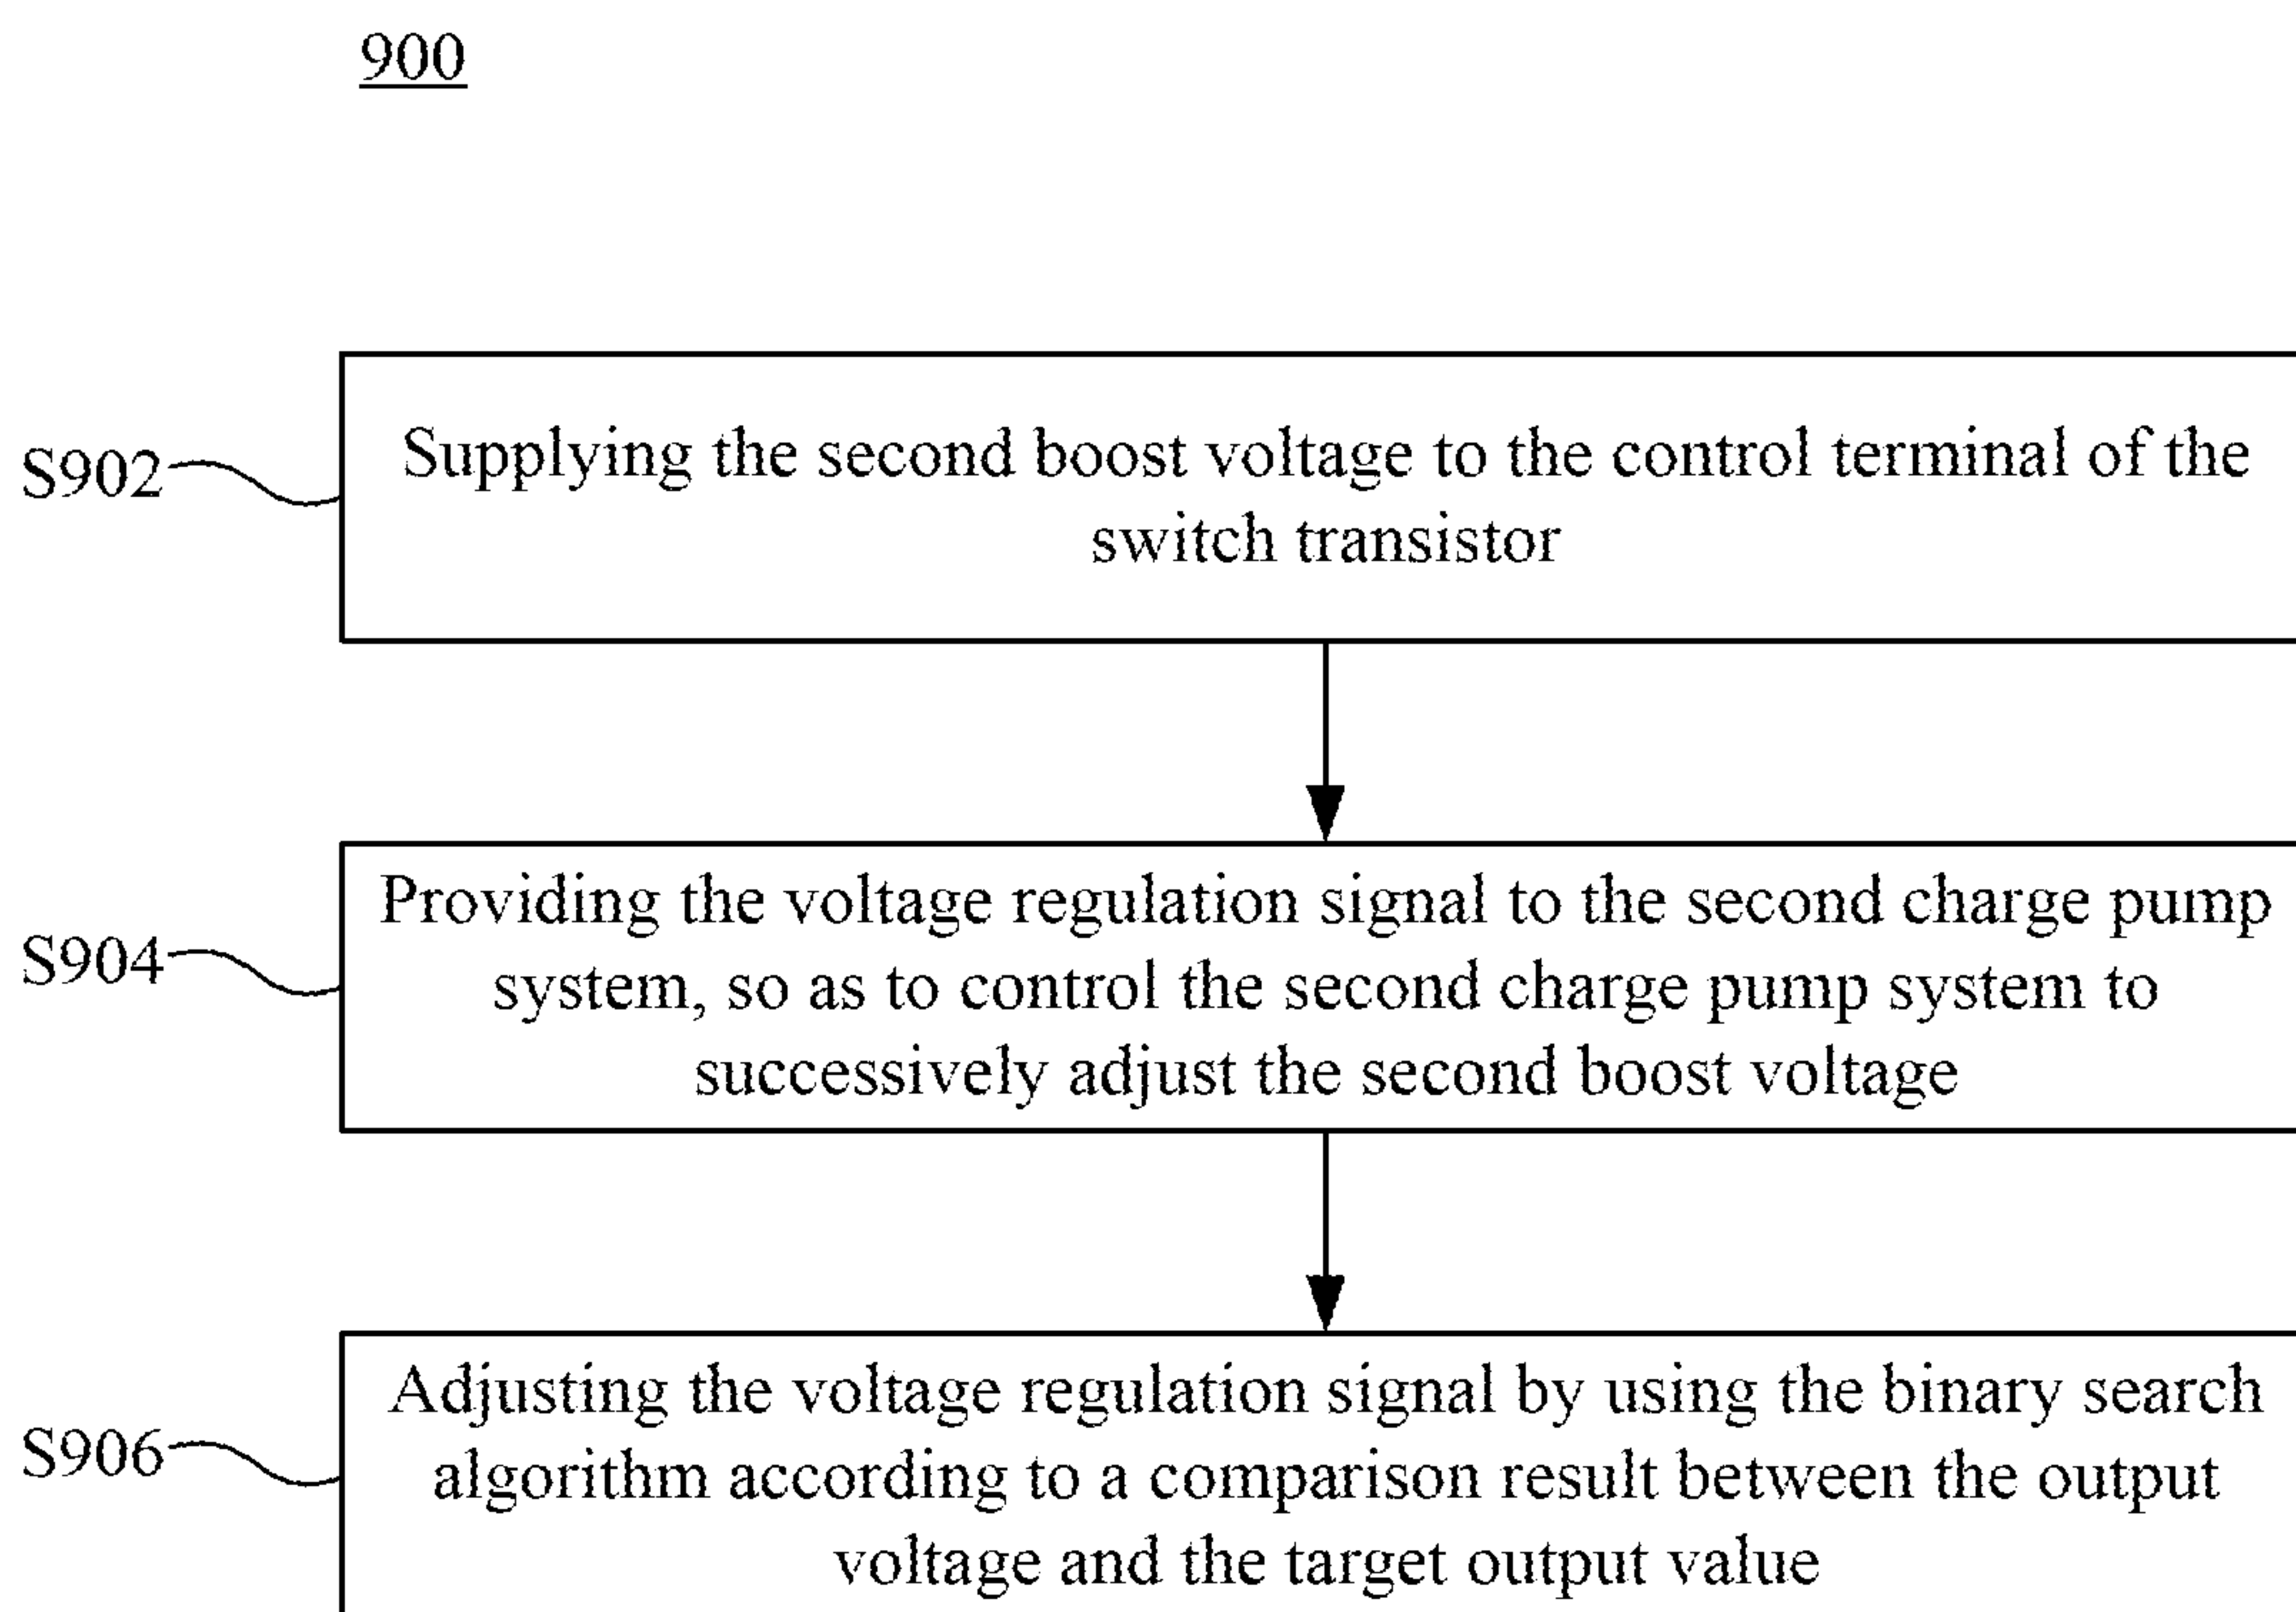 900
S902
Supplying the second boost voltage to the control terminal of the
switch transistor
S904
Providing the voltage regulation signal to the second charge pump
system, so as to control the second charge pump system to
successively adjust the second boost voltage
S906
Adjusting the voltage regulation signal by using the binary search
algorithm according to a comparison result between the output
voltage and the target output value